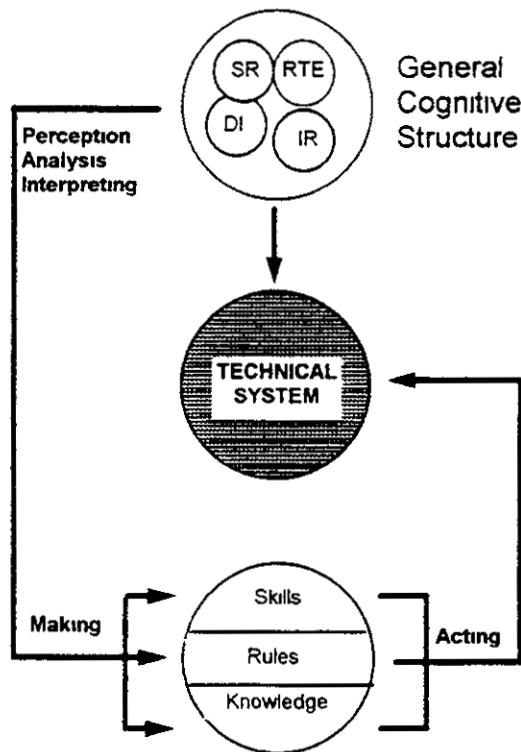 SR RTE
DI IR
General
Cognitive
Structure
Perception
Analysis
Interpreting
TECHNICAL
SYSTEM
Making
Skills
Rules
Knowledge
Acting